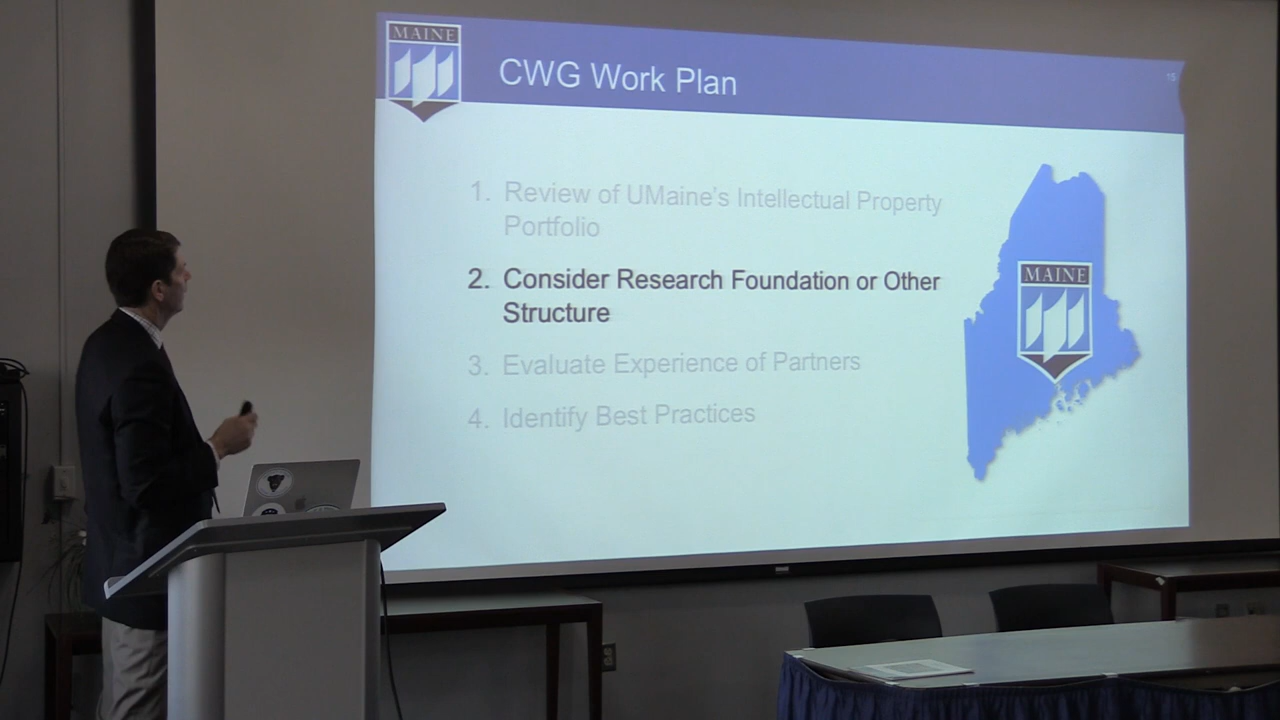 MAINE
CWG Work Plan
15
1. Review of UMaine's Intellectual Property
Portfolio
2. Consider Research Foundation or Other
Structure
3. Evaluate Experience of Partners
4. Identify Best Practices
MAINE